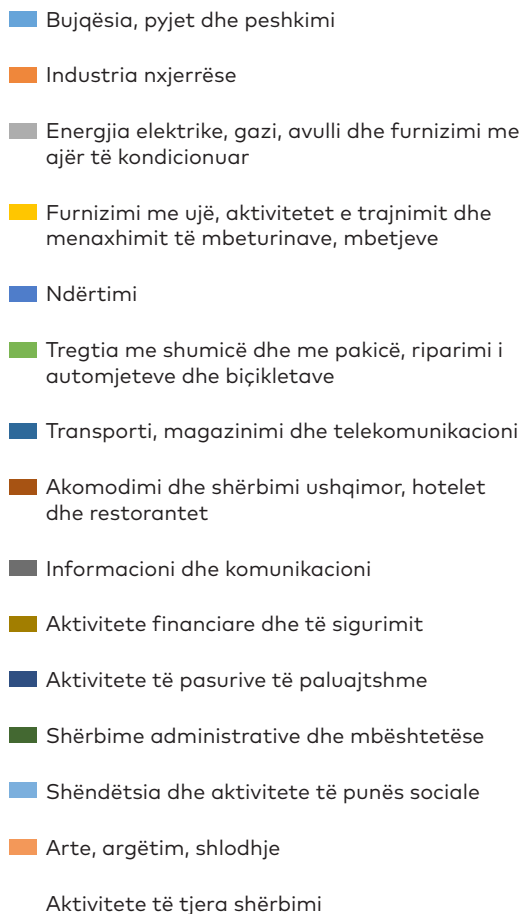 Bujqësia, pyjet dhe peshkimi
Industria nxjerrëse
Energjia elektrike, gazi, avulli dhe furnizimi me
ajër të kondicionuar
Furnizimi me ujë, aktivitetet e trajnimit dhe
menaxhimit të mbeturinave, mbetjeve
Ndërtimi
Tregtia me shumicë dhe me pakicë, riparimi i
automjeteve dhe biçikletave
Transporti, magazinimi dhe telekomunikacioni
Akomodimi dhe shërbimi ushqimor, hotelet
dhe restorantet
Informacioni dhe komunikacioni
Aktivitete financiare dhe të sigurimit
Aktivitete të pasurive të paluajtshme
Shërbime administrative dhe mbështetëse
Shëndëtsia dhe aktivitete të punës sociale
Arte, argëtim, shlodhje
Aktivitete të tjera shërbimi